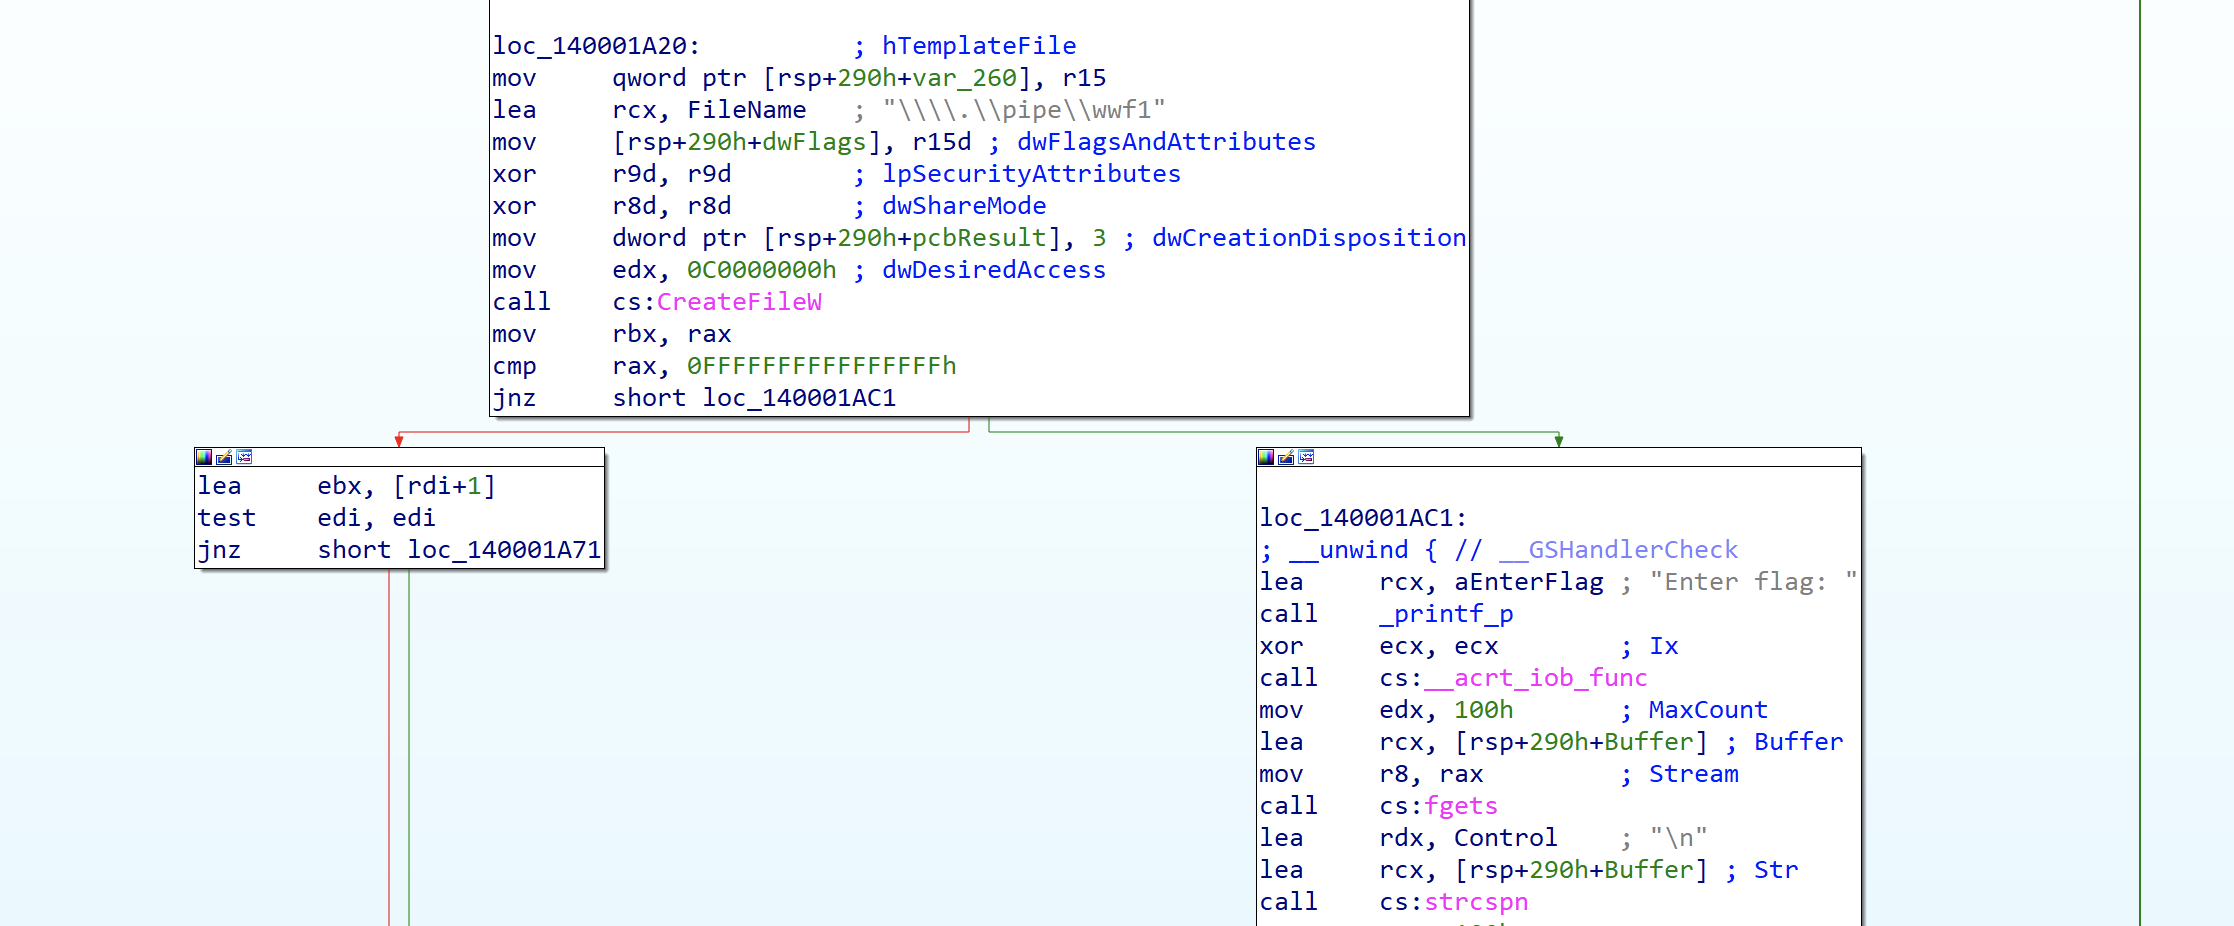 loc_140001A20:          ; hTemplateFile
mov     qword ptr [rsp+290h+var_260], r15
lea     rcx, FileName   ; "\\\\.\\pipe\\wwf1"
mov     [rsp+290h+dwFlags], r15d ; dwFlagsAndAttributes
xor     r9d, r9d        ; lpSecurityAttributes
xor     r8d, r8d        ; dwShareMode
mov     dword ptr [rsp+290h+pcbResult], 3 ; dwCreationDisposition
mov     edx, 0C0000000h ; dwDesiredAccess
call    cs:CreateFileW
mov     rbx, rax
cmp     rax, 0FFFFFFFFFFFFFFFFh
jnz     short loc_140001AC1
lea     ebx, [rdi+1]
test    edi, edi
jnz     short loc_140001A71
loc_140001AC1:
; __unwind { // __GSHandlerCheck
lea     rcx, aEnterFlag ; "Enter flag: "
call    _printf_p
xor     ecx, ecx        ; Ix
call    cs:__acrt_iob_func
mov     edx, 100h       ; MaxCount
lea     rcx, [rsp+290h+Buffer] ; Buffer
mov     r8, rax         ; Stream
call    cs:fgets
lea     rdx, Control    ; "\n"
lea     rcx, [rsp+290h+Buffer] ; Str
call    cs:strcspn